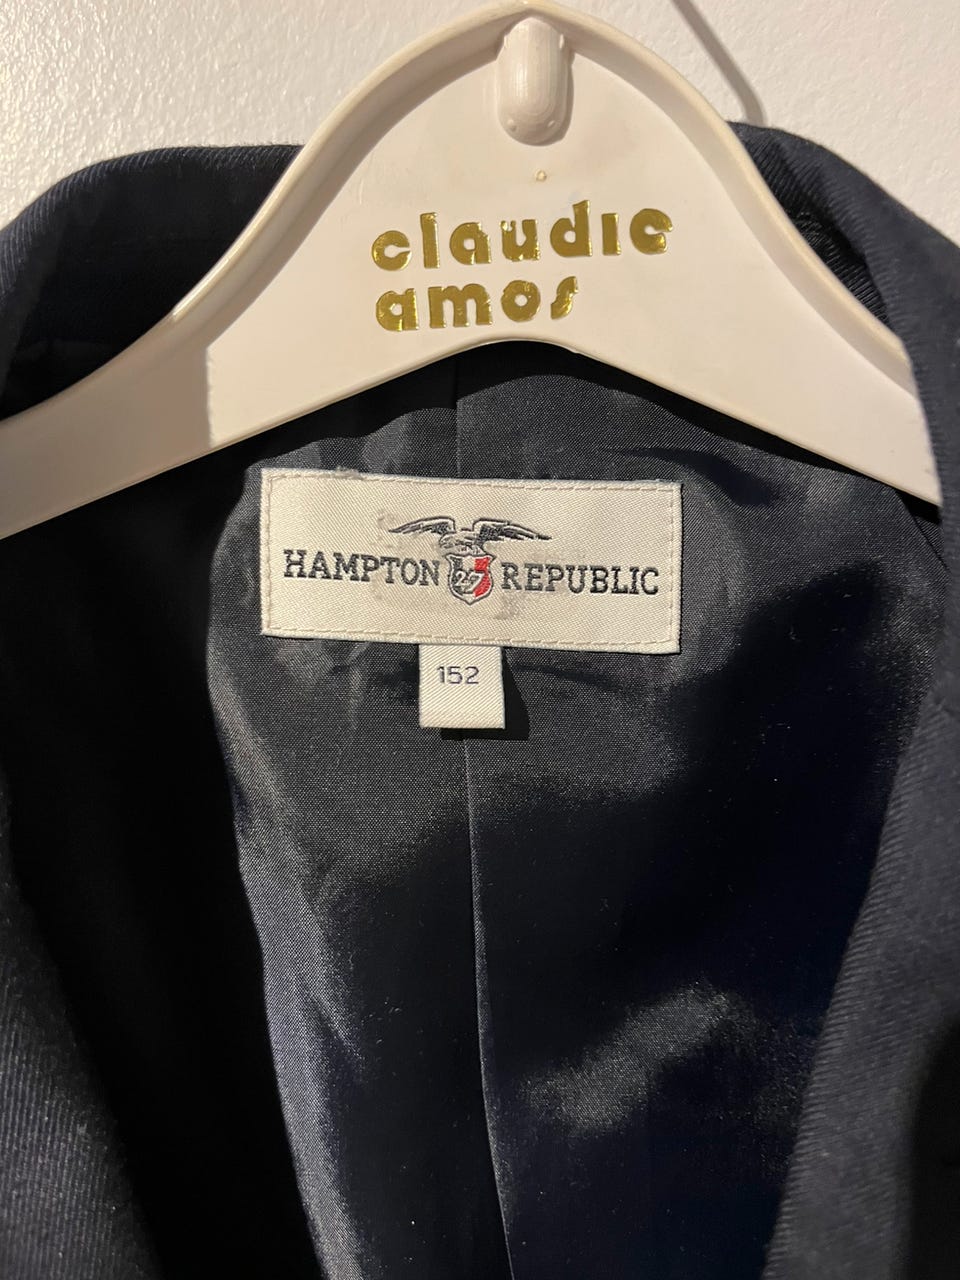 claudie
amos
HAMPTON 27 REPUBLIC
152